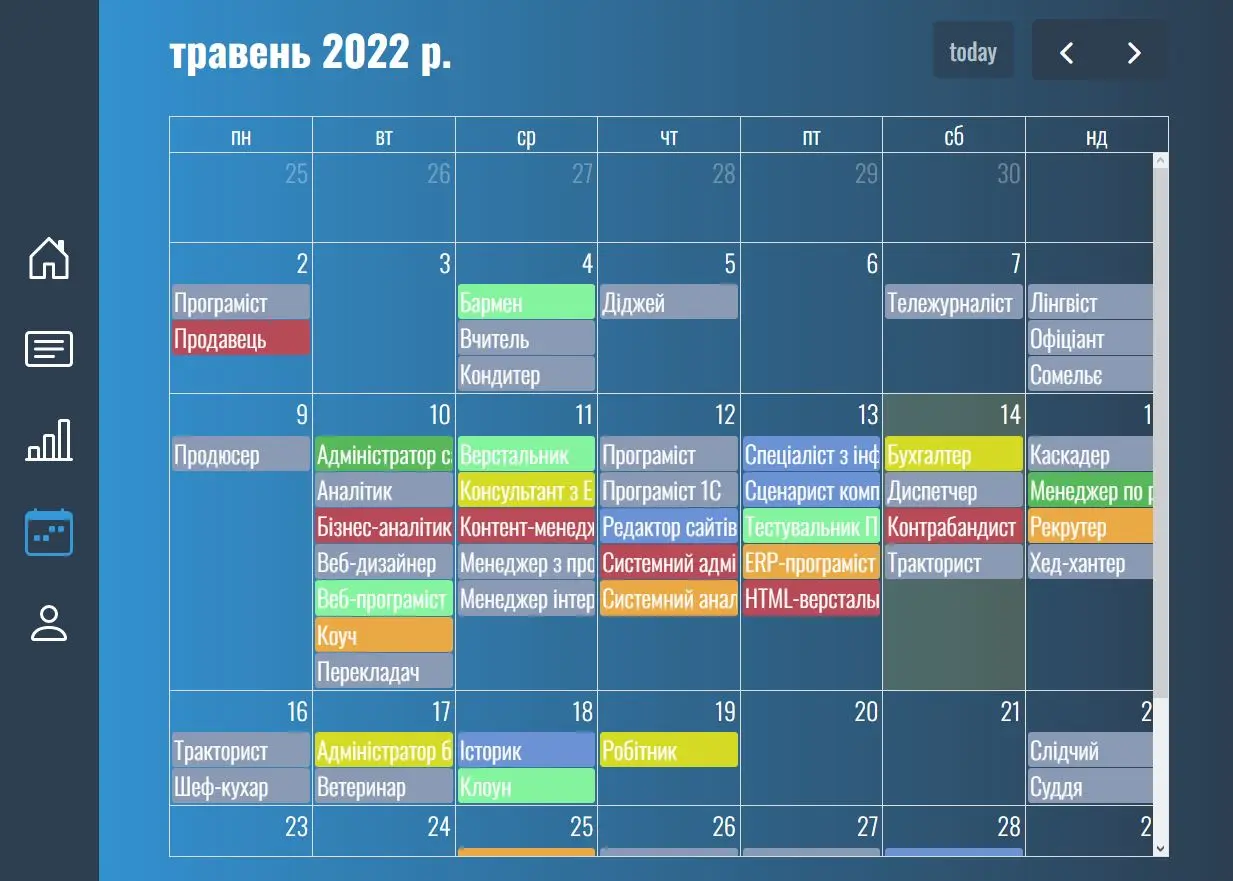 травень 2022 р.
today
пн вт ср чт пт сб нд
25 26 27 28 29 30
2 3 4 5 6 7
Програміст Бармен Діджей Тележурналіст Лінгвіст
Продавець Вчитель Офіціант
Кондитер Сомельє
9 10 11 12 13 14 1
Продюсер Адміністратор са Верстальник Програміст Спеціаліст з інф Бухгалтер Каскадер
Аналітик Консультант з E Програміст 1С Сценарист комп Диспетчер Менеджер по р
Бізнес-аналітик Контент-менедж Редактор сайтів Тестувальник П Контрабандист Рекрутер
Веб-дизайнер Менеджер з про Системний адмі ERP-програміст Тракторист Хед-хантер
Веб-програміст Менеджер інтер Системний анал HTML-верстальн
Коуч
Перекладач
16 17 18 19 20 21 2
Тракторист Адміністратор б Історик Робітник Слідчий
Шеф-кухар Ветеринар Клоун Суддя
23 24 25 26 27 28 2